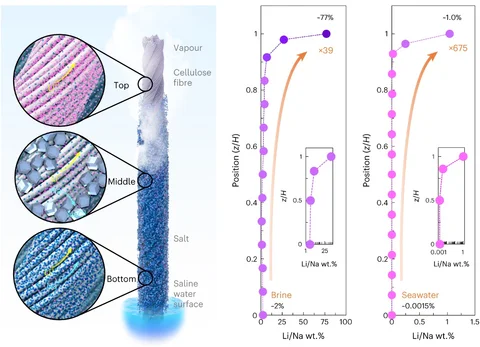 Vapour
Cellulose
fibre
Top
Middle
Salt
Bottom
Saline
water
surface
Position (z/H)
1
0.8
0.6
0.4
0.2
0
~77%
×39
z/H
1
0.5
0
1
25
Li/Na wt.%
Brine
~2%
0
25
50
75
100
Li/Na wt.%
Position (z/H)
1
0.8
0.6
0.4
0.2
0
~1.0%
×675
z/H
1
0.5
0
0.001
1
Li/Na wt.%
Seawater
~0.0015%
0
0.5
1
1.5
Li/Na wt.%